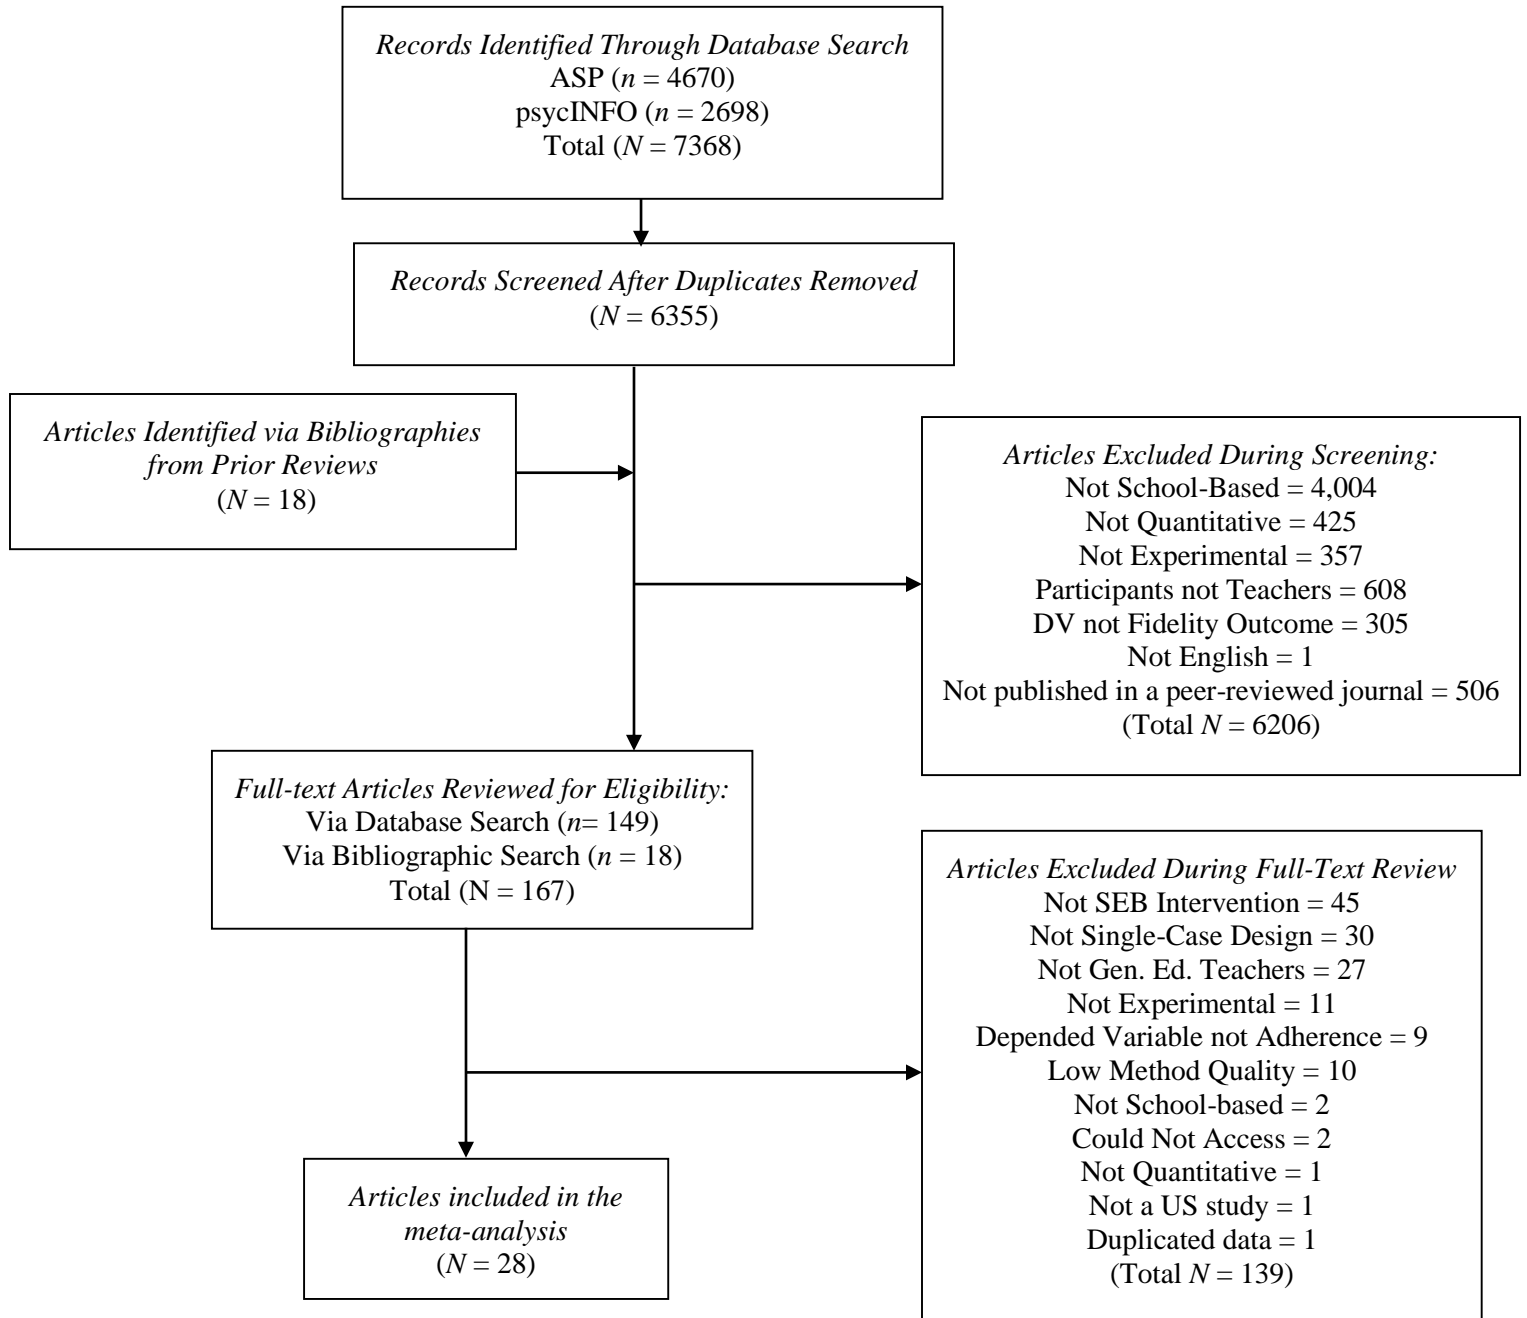 Records Identified Through Database Search
ASP (n = 4670)
psycINFO (n = 2698)
Total (N = 7368)
Records Screened After Duplicates Removed
(N = 6355)
Articles Identified via Bibliographies
from Prior Reviews
(N = 18)
Articles Excluded During Screening:
Not School-Based = 4,004
Not Quantitative = 425
Not Experimental = 357
Participants not Teachers = 608
DV not Fidelity Outcome = 305
Not English = 1
Not published in a peer-reviewed journal = 506
(Total N = 6206)
Full-text Articles Reviewed for Eligibility:
Via Database Search (n= 149)
Via Bibliographic Search (n = 18)
Total (N = 167)
Articles Excluded During Full-Text Review
Not SEB Intervention = 45
Not Single-Case Design = 30
Not Gen. Ed. Teachers = 27
Not Experimental = 11
Depended Variable not Adherence = 9
Low Method Quality = 10
Not School-based = 2
Could Not Access = 2
Not Quantitative = 1
Not a US study = 1
Duplicated data = 1
(Total N = 139)
Articles included in the
meta-analysis
(N = 28)